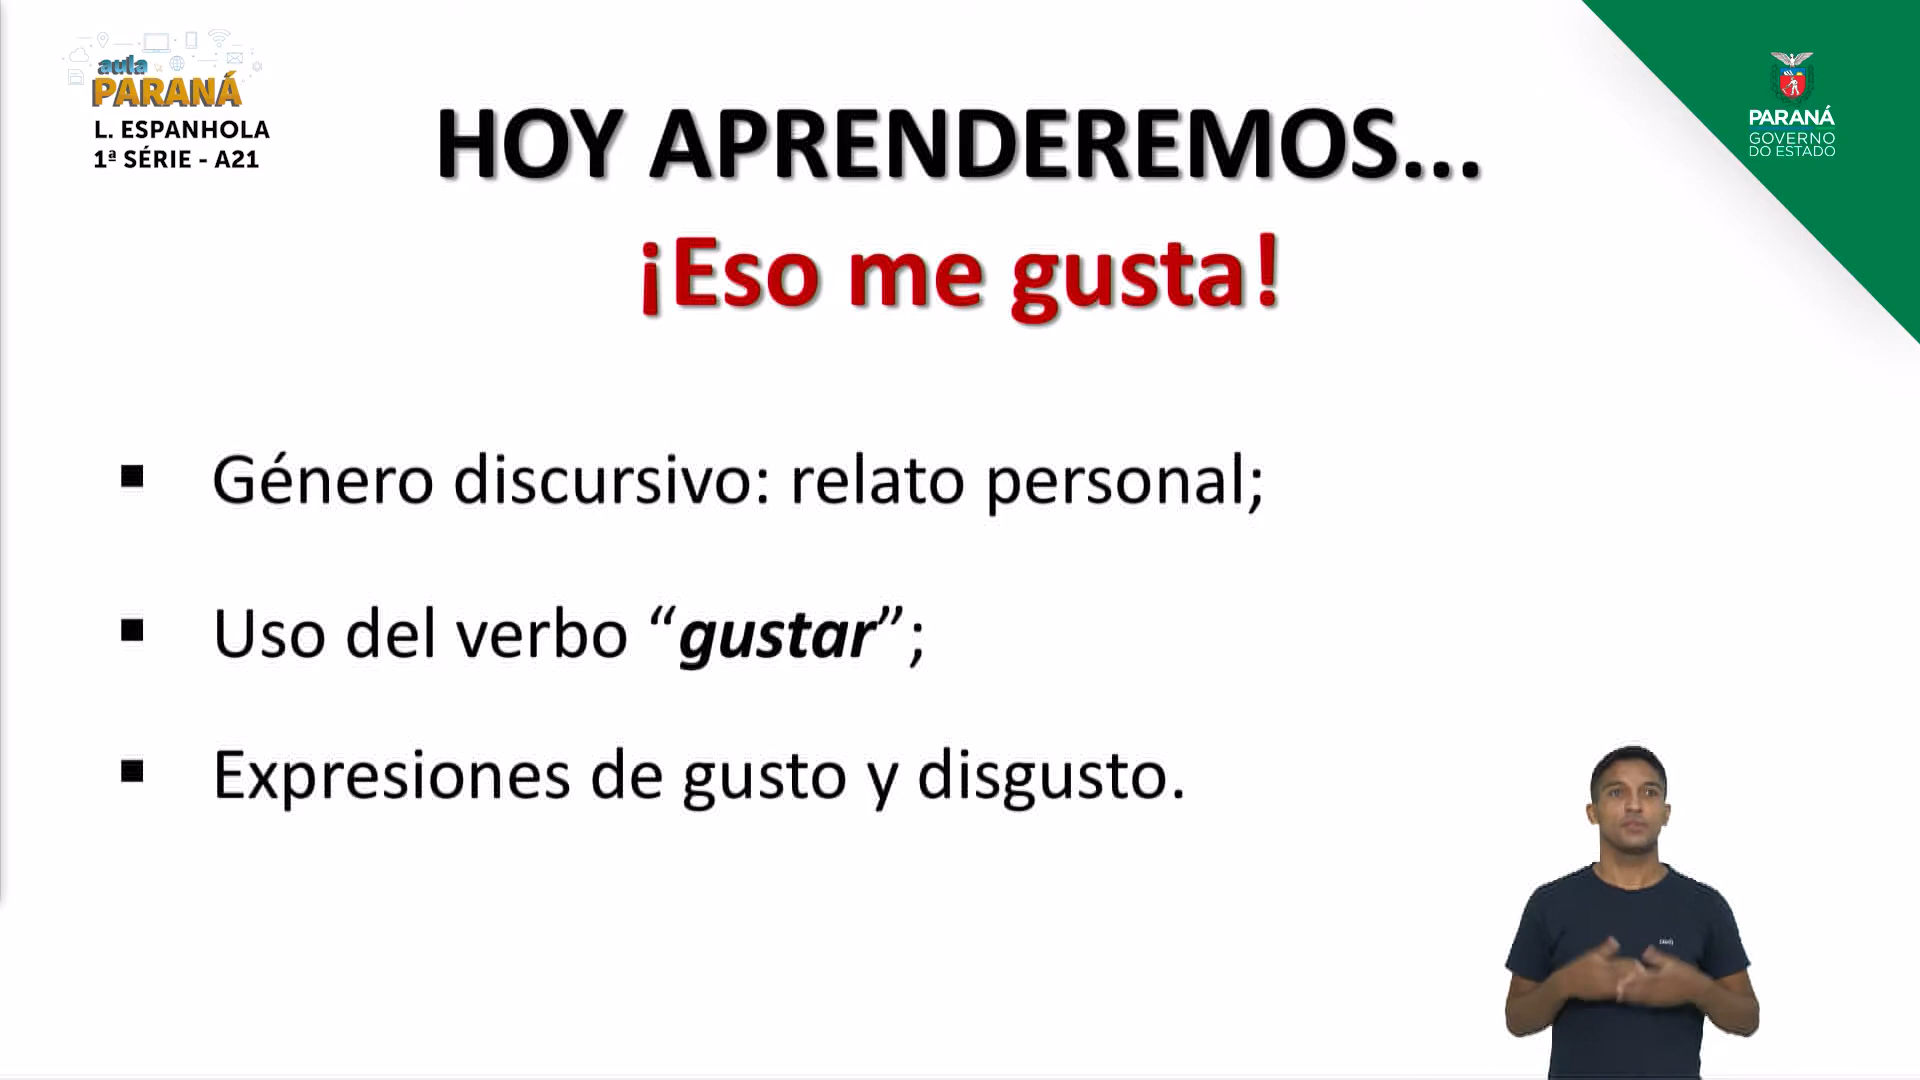 aula
PARANÁ
L. ESPANHOLA
1ª SÉRIE - A21
PARANÁ
GOVERNO
DO ESTADO
HOY APRENDEREMOS...
¡Eso me gusta!
▪ Género discursivo: relato personal;
▪ Uso del verbo “gustar”;
▪ Expresiones de gusto y disgusto.